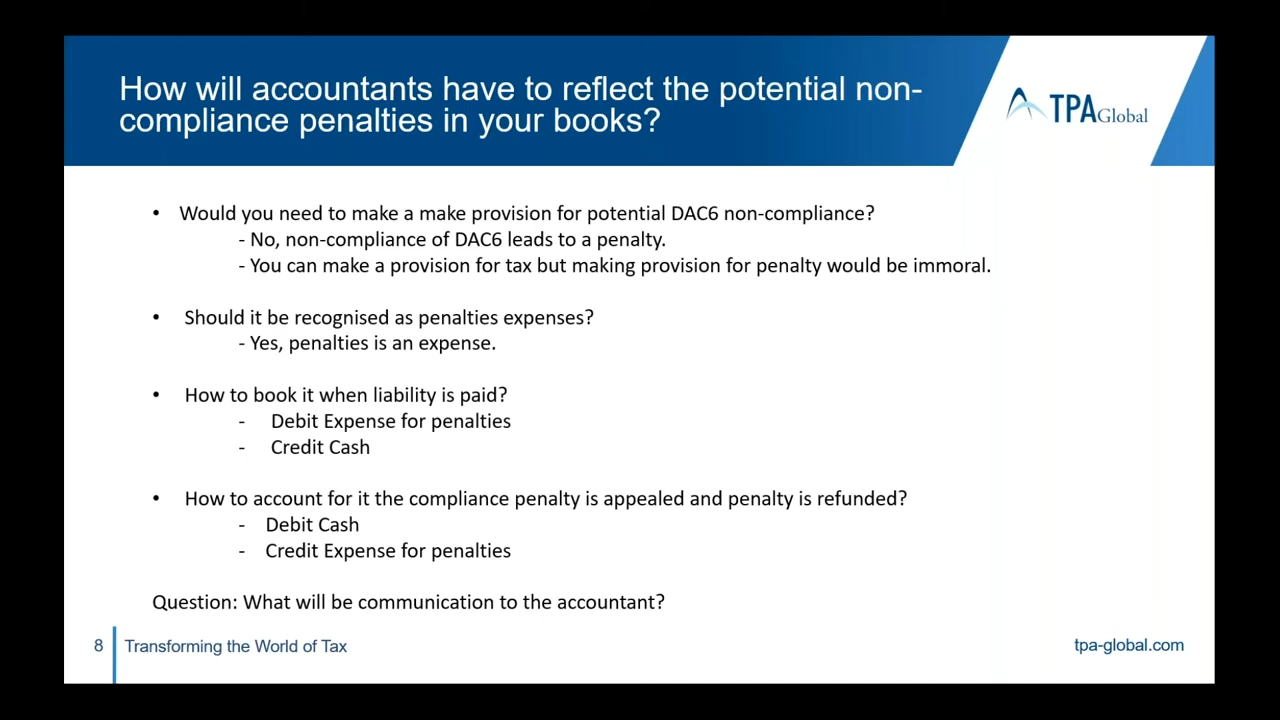 How will accountants have to reflect the potential non-
compliance penalties in your books?
TPA Global
• Would you need to make a make provision for potential DAC6 non-compliance?
- No, non-compliance of DAC6 leads to a penalty.
- You can make a provision for tax but making provision for penalty would be immoral.
• Should it be recognised as penalties expenses?
- Yes, penalties is an expense.
• How to book it when liability is paid?
- Debit Expense for penalties
- Credit Cash
• How to account for it the compliance penalty is appealed and penalty is refunded?
- Debit Cash
- Credit Expense for penalties
Question: What will be communication to the accountant?
8 Transforming the World of Tax
tpa-global.com